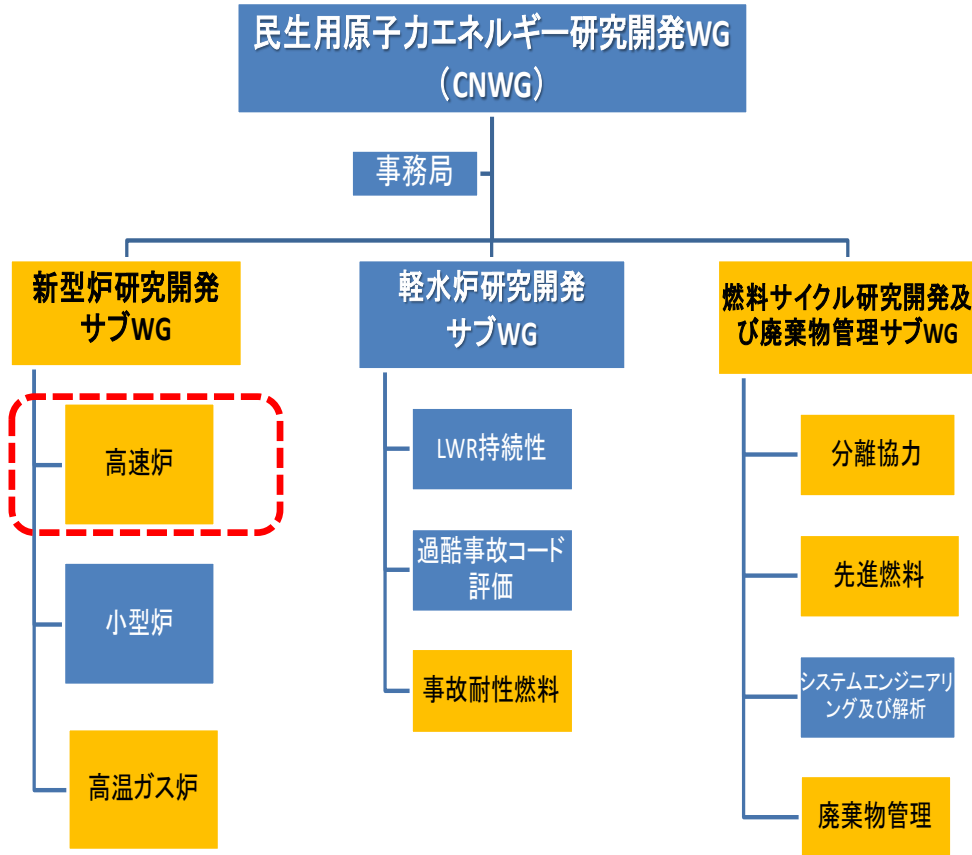 民生用原子力エネルギー研究開発WG
（CNWG）
事務局
新型炉研究開発
サブWG
高速炉
小型炉
高温ガス炉
軽水炉研究開発
サブWG
LWR持続性
過酷事故コード
評価
事故耐性燃料
燃料サイクル研究開発及
び廃棄物管理サブWG
分離協力
先進燃料
システムエンジニアリ
ング及び解析
廃棄物管理